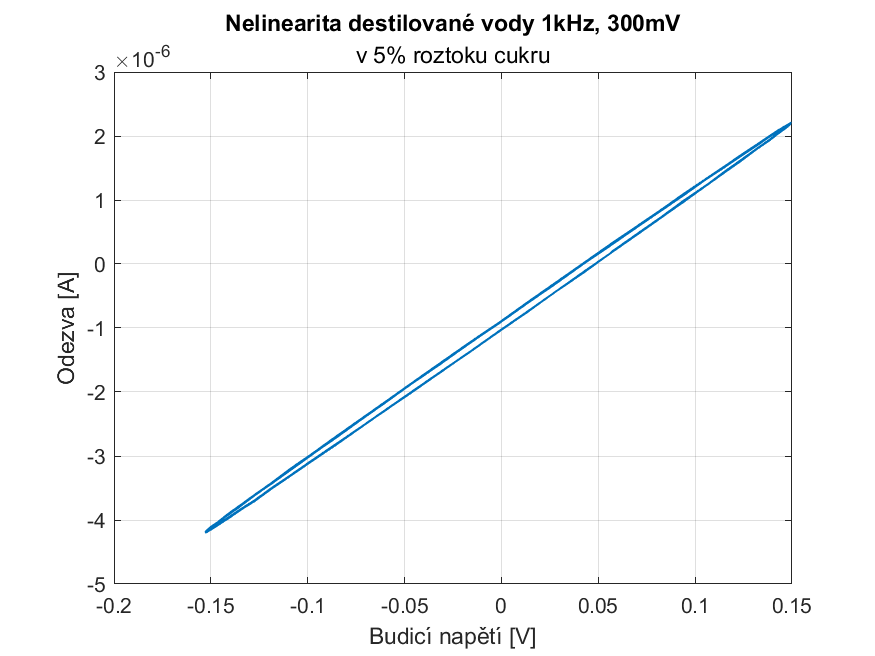 Nelinearita destilované vody 1kHz, 300mV
v 5% roztoku cukru
×10-6
3
2
1
0
-1
-2
-3
-4
-5
Odezva [A]
-0.2 -0.15 -0.1 -0.05 0 0.05 0.1 0.15
Budicí napětí [V]